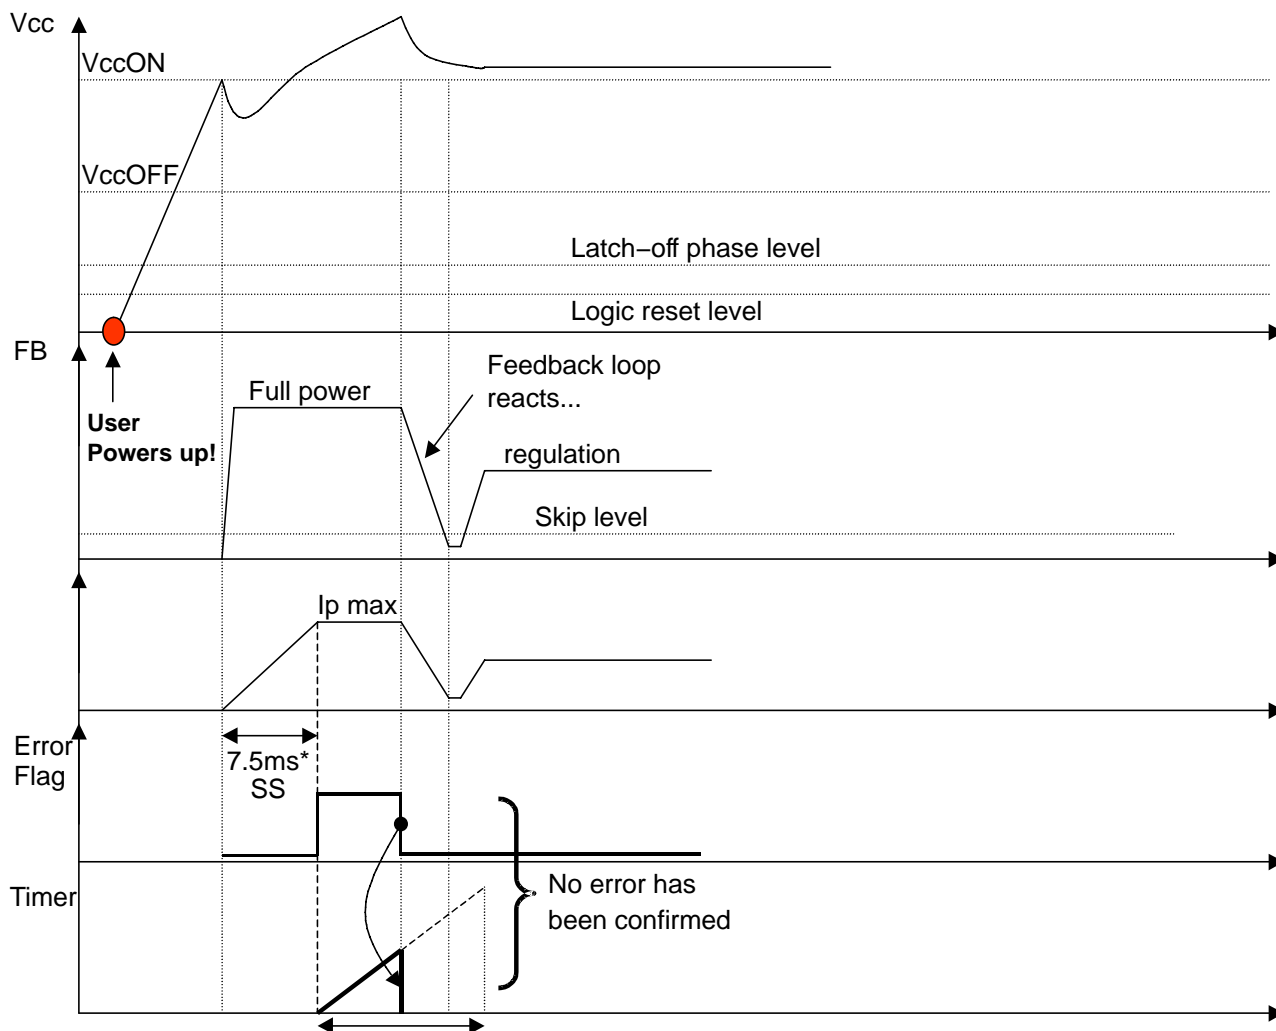 Vcc
VccON
VccOFF
Latch−off phase level
Logic reset level
FB
User
Powers up!
Full power
Feedback loop
reacts...
regulation
Skip level
Ip max
Error
Flag
7.5ms*
SS
Timer
No error has
been confirmed